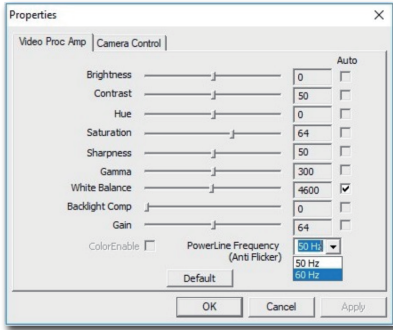 Properties
Video Proc Amp Camera Control
Auto
Brightness 0
Contrast 50
Hue 0
Saturation 64
Sharpness 50
Gamma 300
White Balance 4600
Backlight Comp 0
Gain 64
ColorEnable PowerLine Frequency 50 Hz
(Anti Flicker)
50 Hz
60 Hz
Default
OK Cancel Apply